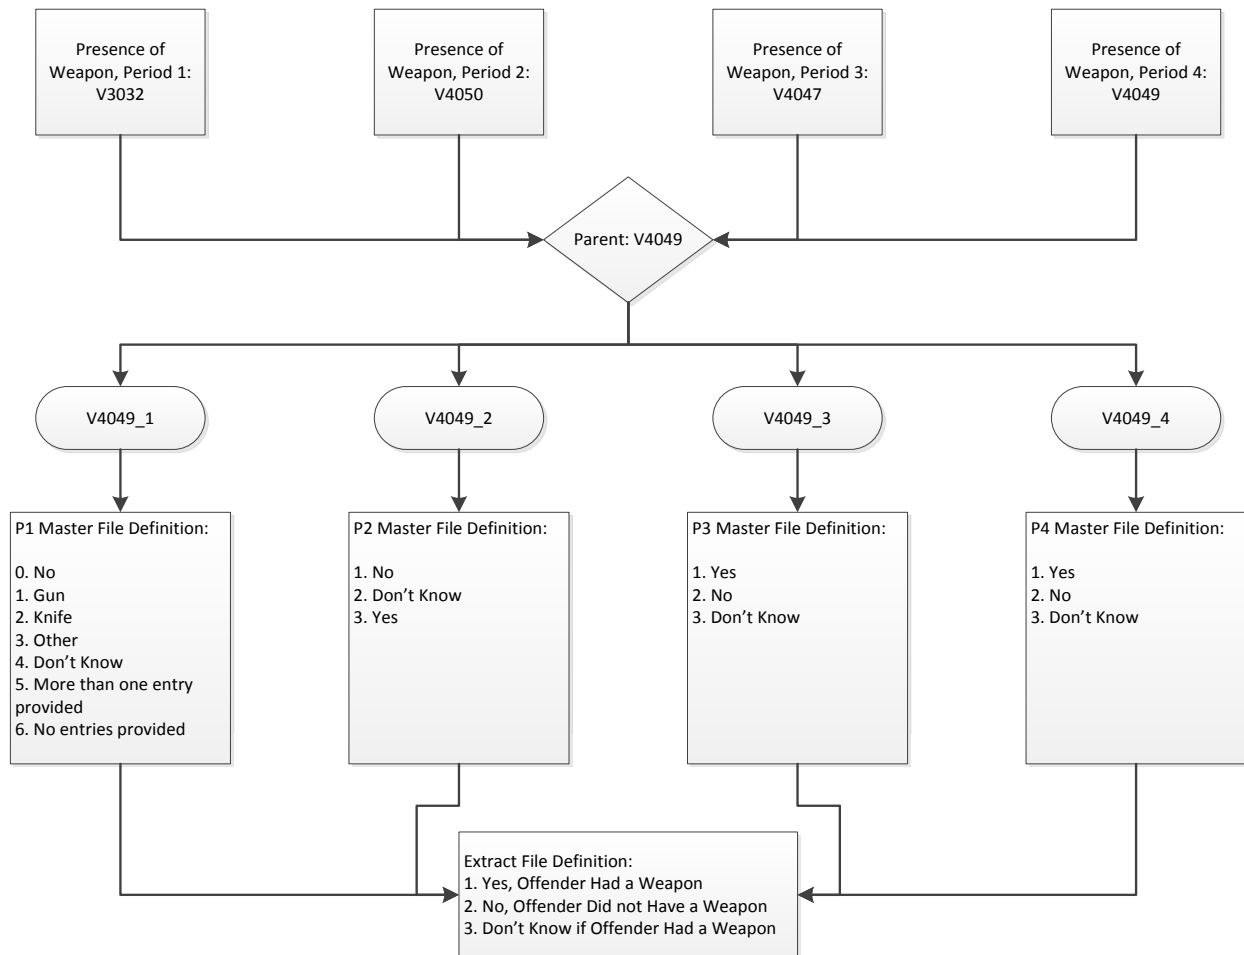 Presence of
Weapon, Period 1:
V3032
Presence of
Weapon, Period 2:
V4050
Presence of
Weapon, Period 3:
V4047
Presence of
Weapon, Period 4:
V4049
Parent: V4049
V4049_1
V4049_2
V4049_3
V4049_4
P1 Master File Definition:
0. No
1. Gun
2. Knife
3. Other
4. Don’t Know
5. More than one entry
provided
6. No entries provided
P2 Master File Definition:
1. No
2. Don’t Know
3. Yes
P3 Master File Definition:
1. Yes
2. No
3. Don’t Know
P4 Master File Definition:
1. Yes
2. No
3. Don’t Know
Extract File Definition:
1. Yes, Offender Had a Weapon
2. No, Offender Did not Have a Weapon
3. Don’t Know if Offender Had a Weapon